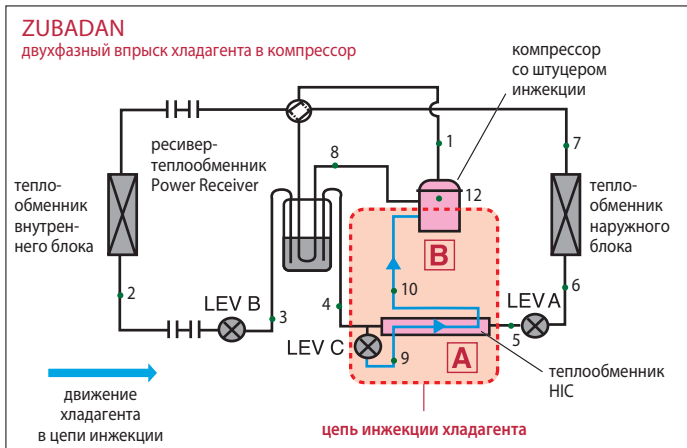 ZUBADAN
двухфазный впрыск хладагента в компрессор
компрессор
со штуцером
инжекции
1
7
8
ресивер-
теплообменник
Power Receiver
12
тепло-
обменник
внутрен-
него блока
тепло-
обменник
наружного
блока
B
2
LEV B
3
4
10
LEV A
6
5
LEV C
9
A
теплообменник
HIC
движение
хладагента
в цепи инжекции
цепь инжекции хладагента